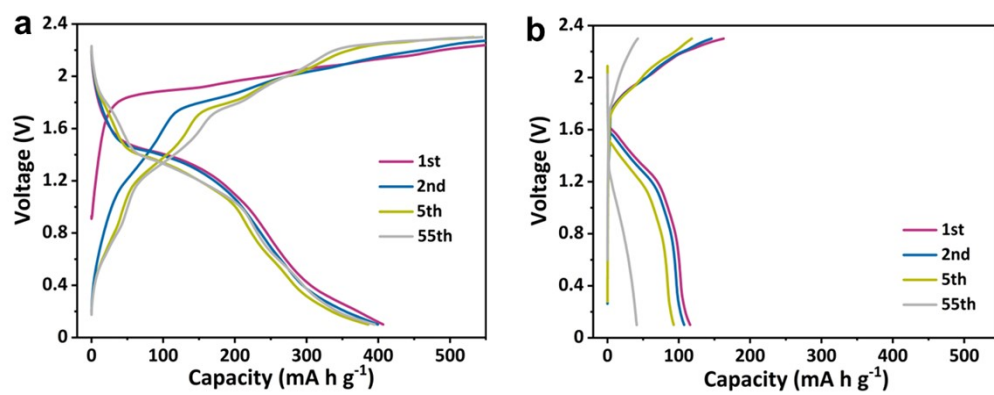 a
2.4
2.0
1.6
1.2
0.8
0.4
0
Voltage (V)
1st
2nd
5th
55th
0 100 200 300 400 500
Capacity (mA h g⁻¹)
b
2.4
2.0
1.6
1.2
0.8
0.4
0
Voltage (V)
1st
2nd
5th
55th
0 100 200 300 400 500
Capacity (mA h g⁻¹)